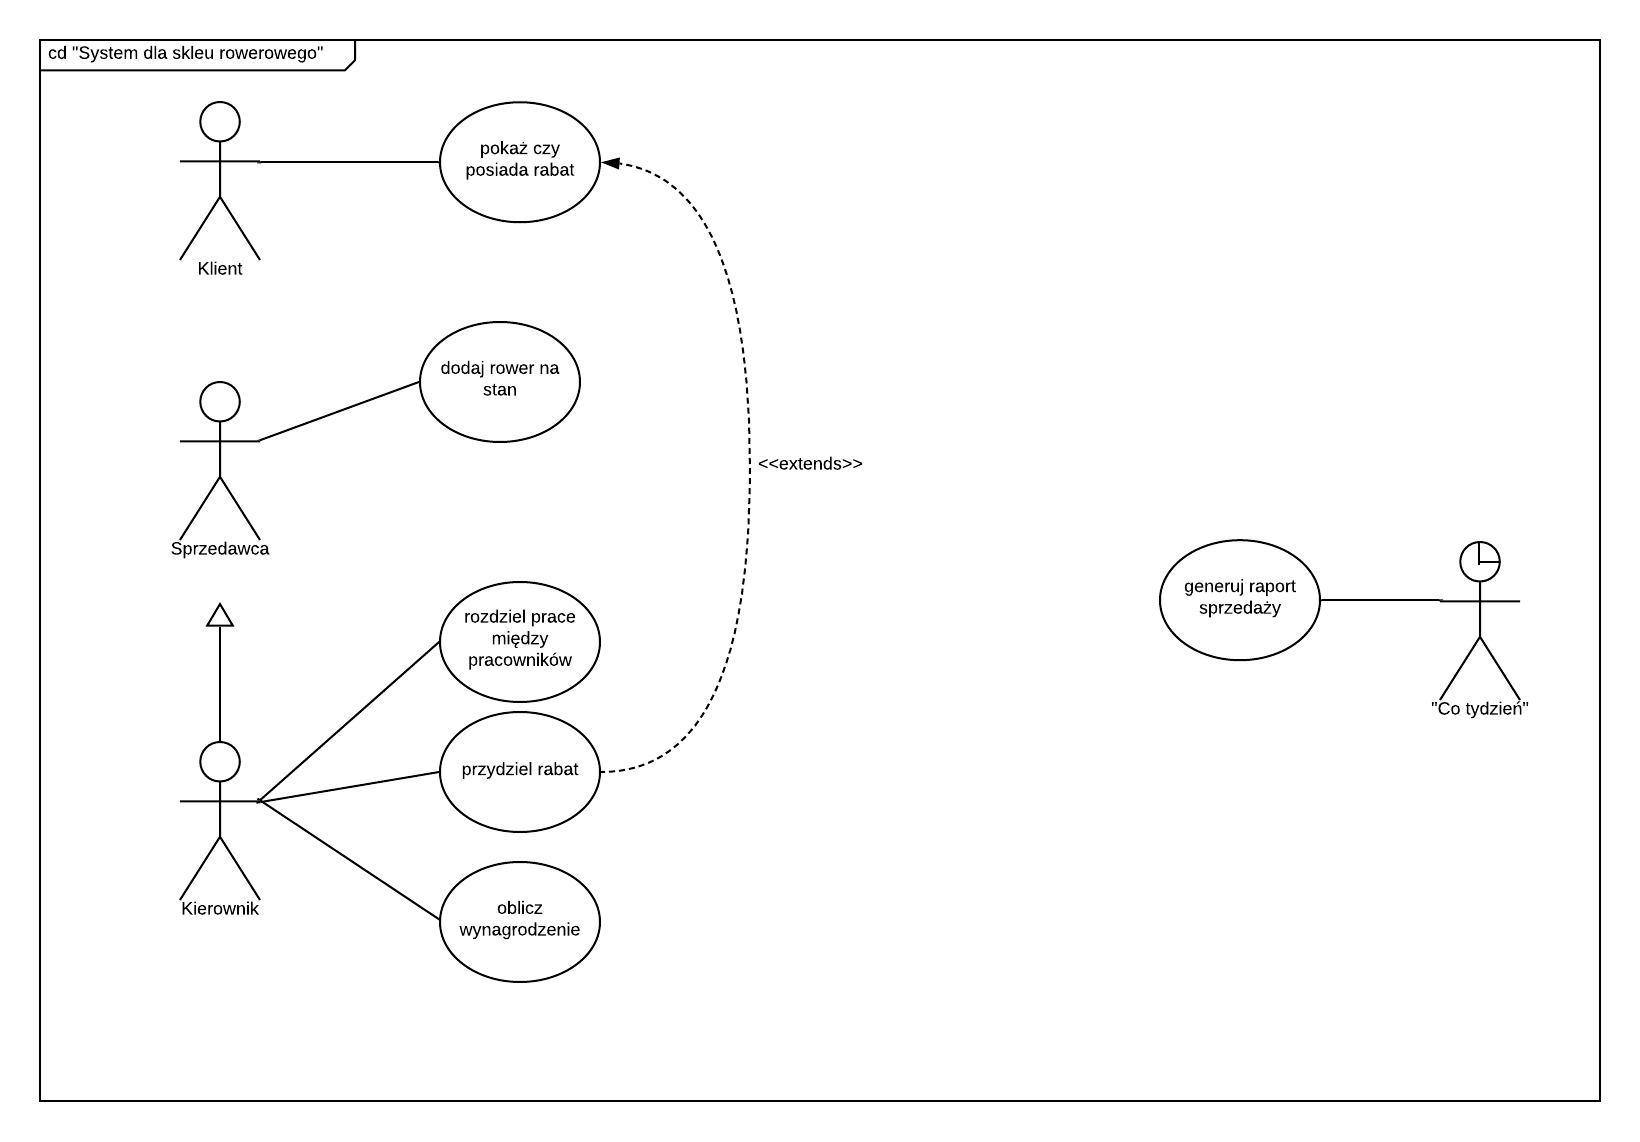 cd "System dla skleu rowerowego"
pokaż czy
posiada rabat
Klient
dodaj rower na
stan
<<extends>>
Sprzedawca
generuj raport
sprzedaży
"Co tydzień"
rozdziel prace
między
pracowników
przydziel rabat
Kierownik
oblicz
wynagrodzenie